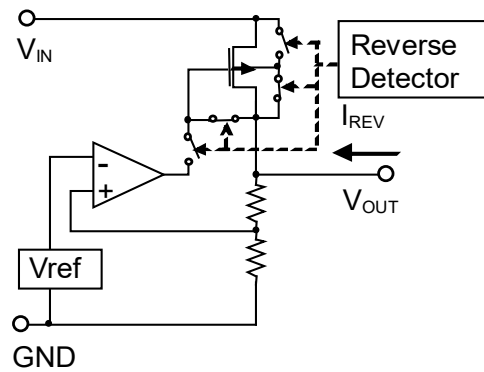 V_IN
Reverse
Detector
I_REV
-
+
V_OUT
Vref
GND